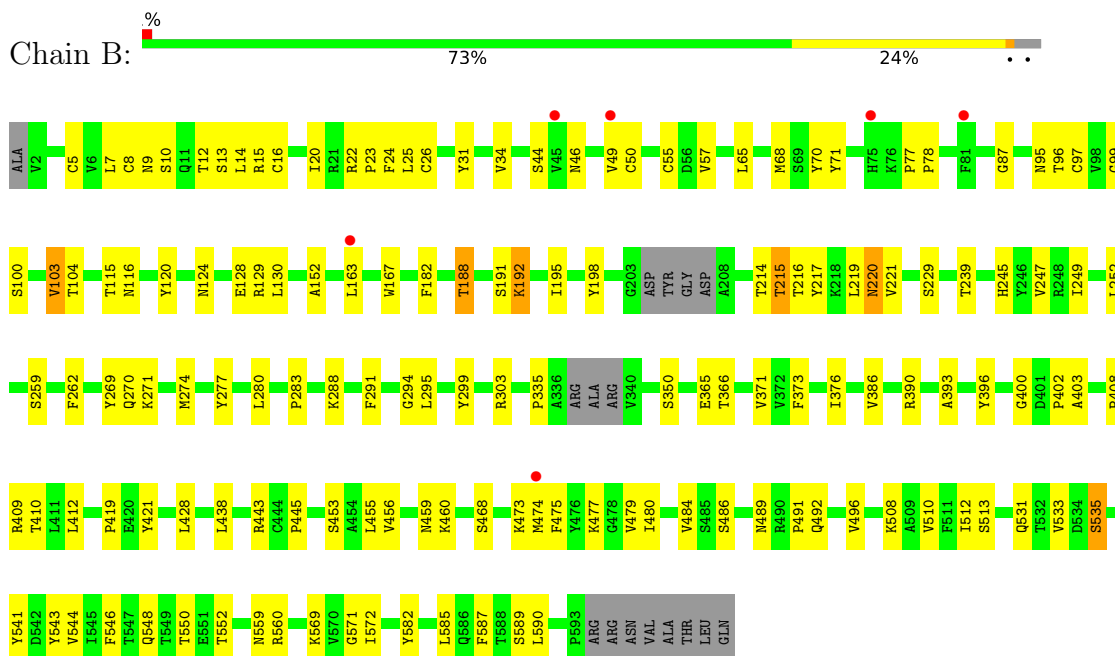 %
Chain B:
73% 24% • •
ALA V2 C5 V6 L7 C8 N9 S10 Q11 T12 S13 L14 R15 C16 I20 R21 R22 P23 F24 L25 C26 Y31 V34 S44 V45 N46 V49 C50 C55 D56 V57 L65 M68 S69 Y70 Y71 H75 K76 P77 P78 F81 G87 N95 T96 C97 V98
S100 V103 T104 T115 N116 Y120 N124 E128 R129 L130 A152 L163 W167 F182 T188 S191 K192 I195 Y198 G203 ASP TYR GLY ASP A208 T214 T215 T216 Y217 K218 L219 N220 V221 S229 T239 H245 Y246 V247 R248 I249
S259 F262 Y269 Q270 K271 M274 Y277 L280 P283 K288 F291 G294 L295 Y299 R303 P335 A336 ARG ALA ARG V340 S350 E365 T366 V371 V372 F373 I376 V386 R390 A393 Y396 G400 D401 P402 A403
R409 T410 L411 L412 P419 E420 Y421 L428 L438 R443 C444 P445 S453 A454 L455 V456 N459 K460 S468 K473 M474 F475 Y476 K477 G478 V479 I480 V484 S485 S486 N489 R490 P491 Q492 V496 K508 A509 V510 F511 I512 S513 Q531 T532 V533 D534 S535
Y541 D542 Y543 V544 I545 F546 T547 Q548 T549 T550 E551 T552 N559 R560 K569 V570 G571 I572 Y582 L585 Q586 F587 T588 S589 L590 P593 ARG ARG ASN VAL ALA THR LEU GLN